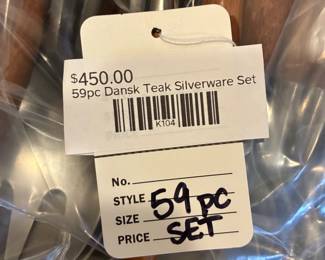 $450.00
59pc Dansk Teak Silverware Set
K104
No.
STYLE 59 pc
SIZE
PRICE SET